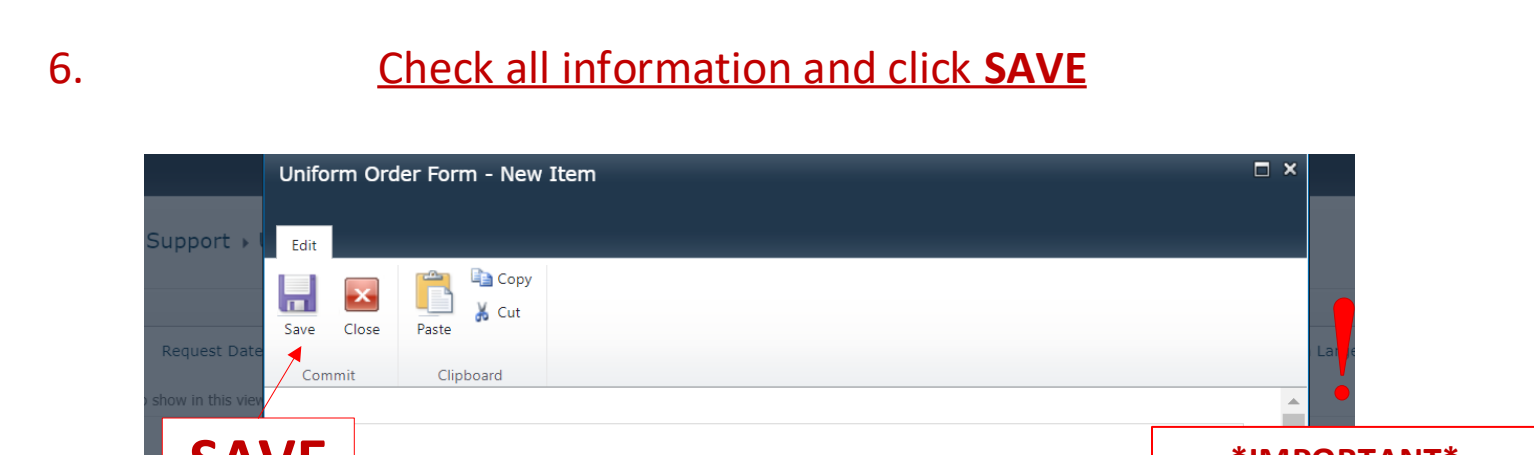 6. Check all information and click SAVE
Uniform Order Form - New Item
Support
Edit
Copy
Cut
Save Close Paste
Request Date
Commit Clipboard
show in this view
SAVE
*IMPORTANT*